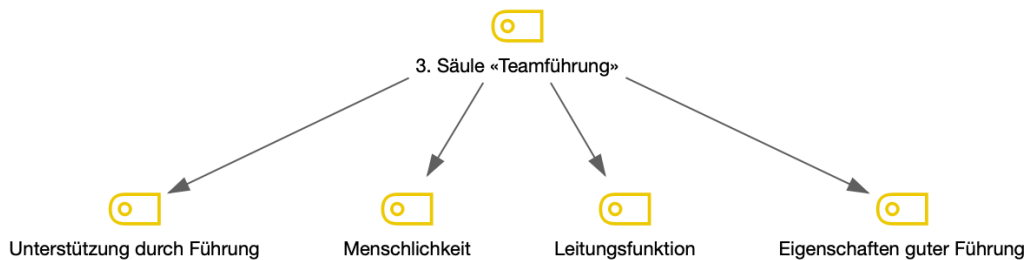 3. Säule «Teamführung»
Unterstützung durch Führung
Menschlichkeit
Leitungsfunktion
Eigenschaften guter Führung